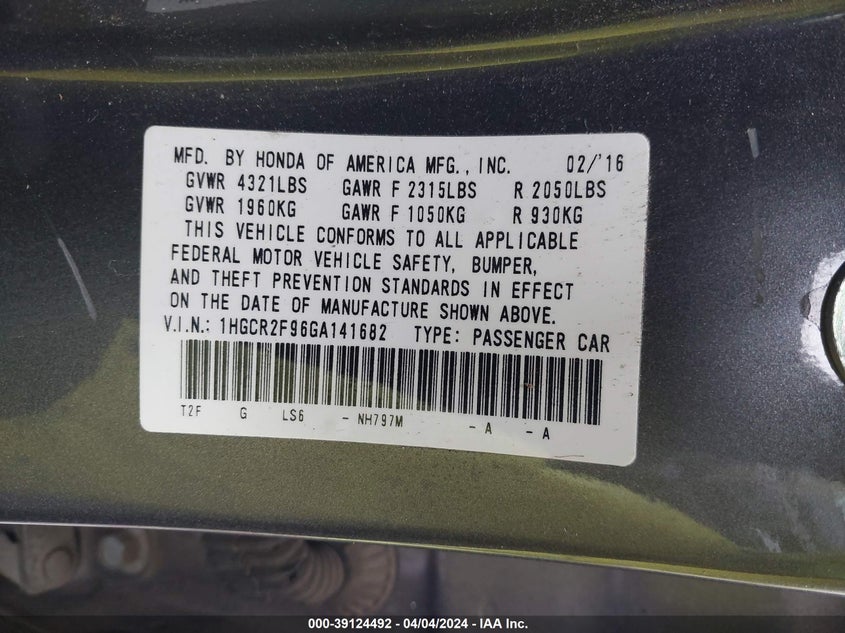 MFD. BY HONDA OF AMERICA MFG., INC. 02/'16
GVWR 4321LBS GAWR F 2315LBS R 2050LBS
GVWR 1960KG GAWR F 1050KG R 930KG
THIS VEHICLE CONFORMS TO ALL APPLICABLE
FEDERAL MOTOR VEHICLE SAFETY, BUMPER,
AND THEFT PREVENTION STANDARDS IN EFFECT
ON THE DATE OF MANUFACTURE SHOWN ABOVE.
V.I.N.: 1HGCR2F96GA141682 TYPE: PASSENGER CAR
T2F G LS6 - NH797M - A - A
000-39124492 - 04/04/2024 - IAA Inc.